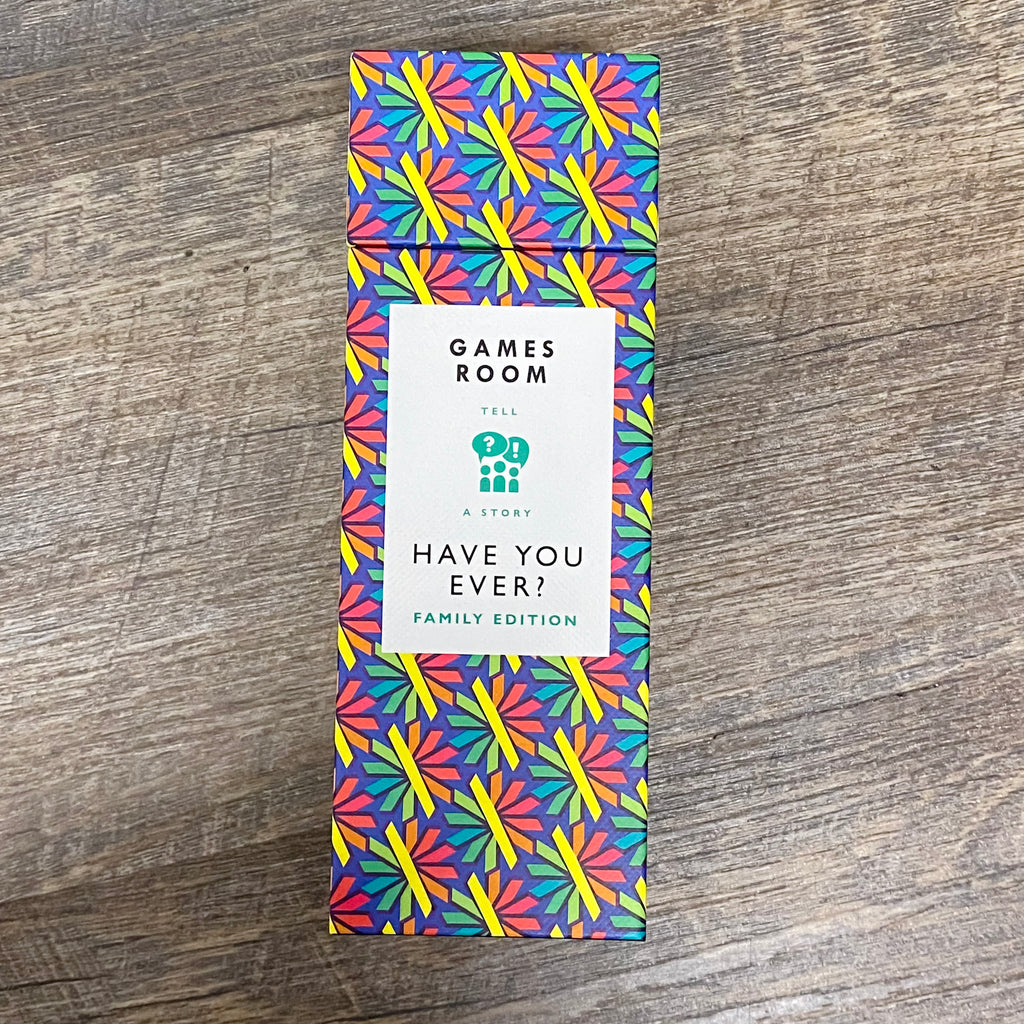 GAMES
ROOM
TELL
? !
A STORY
HAVE YOU
EVER?
FAMILY EDITION